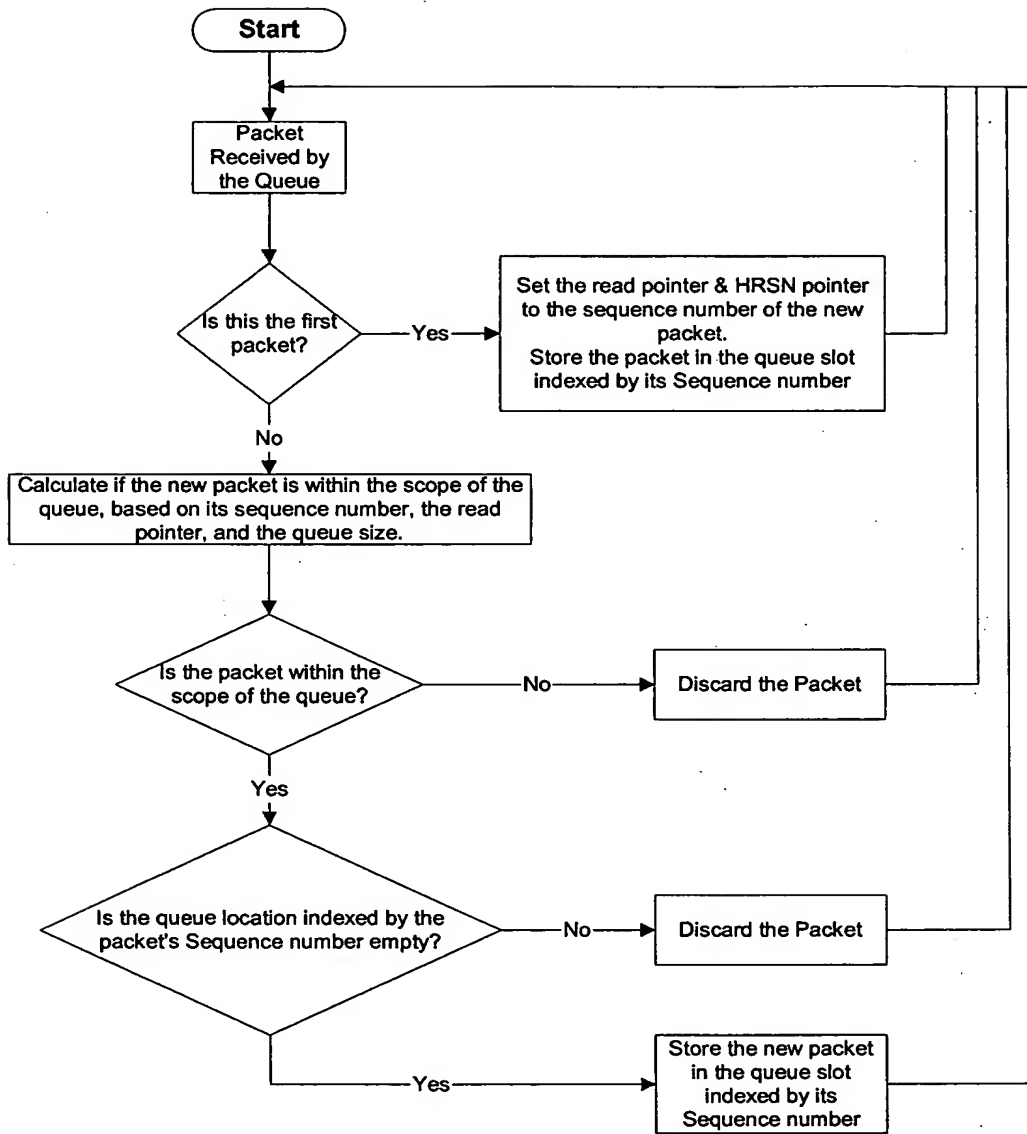 Start
Packet
Received by
the Queue
Is this the first
packet?
Yes
Set the read pointer & HRSN pointer
to the sequence number of the new
packet.
Store the packet in the queue slot
indexed by its Sequence number
No
Calculate if the new packet is within the scope of the
queue, based on its sequence number, the read
pointer, and the queue size.
Is the packet within the
scope of the queue?
No
Discard the Packet
Yes
Is the queue location indexed by the
packet's Sequence number empty?
No
Discard the Packet
Yes
Store the new packet
in the queue slot
indexed by its
Sequence number